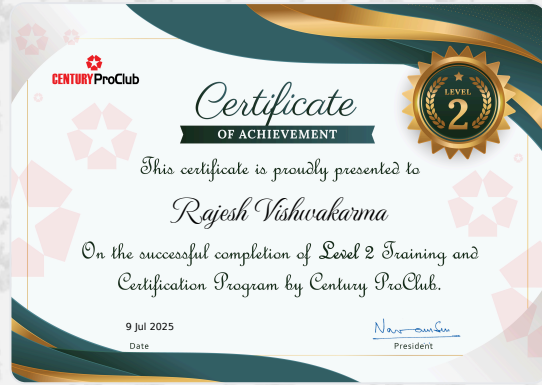 CENTURY ProClub
LEVEL
2
Certificate
OF ACHIEVEMENT
This certificate is proudly presented to
Rajesh Vishwakarma
On the successful completion of Level 2 Training and
Certification Program by Century ProClub.
9 Jul 2025
Date
President